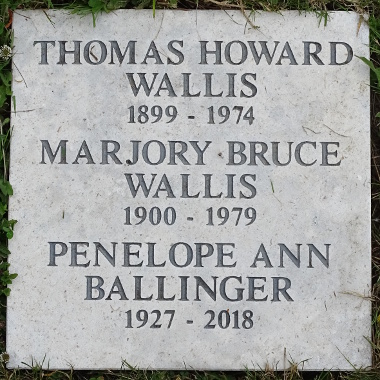 THOMAS HOWARD
WALLIS
1899 - 1974
MARJORY BRUCE
WALLIS
1900 - 1979
PENELOPE ANN
BALLINGER
1927 - 2018